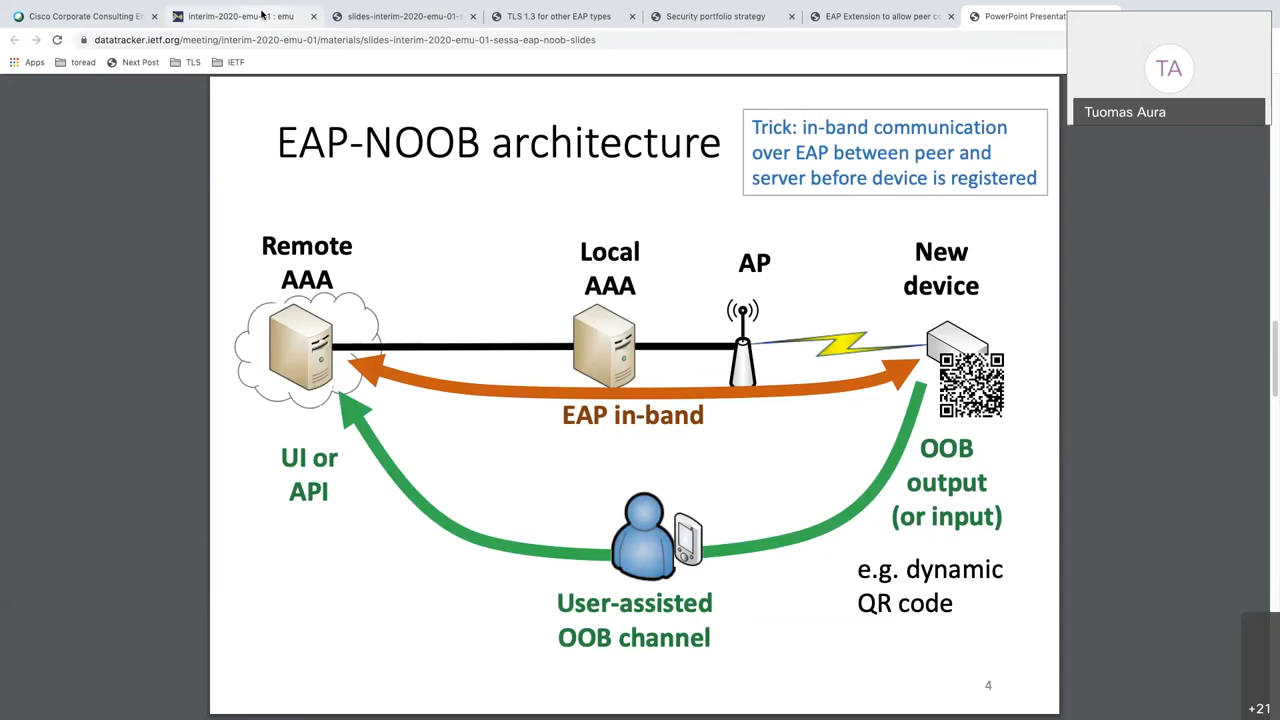 Cisco Corporate Consulting E
interim-2020-emu-01 : emu
slides-interim-2020-emu-01-s
TLS 1.3 for other EAP types
Security portfolio strategy
EAP Extension to allow peer co
PowerPoint Presentat
datatracker.ietf.org/meeting/interim-2020-emu-01/materials/slides-interim-2020-emu-01-sessa-eap-noob-slides
Apps
toread
Next Post
TLS
IETF
TA
Tuomas Aura
EAP-NOOB architecture
Trick: in-band communication
over EAP between peer and
server before device is registered
Remote
AAA
Local
AAA
AP
New
device
EAP in-band
UI or
API
OOB
output
(or input)
User-assisted
OOB channel
e.g. dynamic
QR code
4
+21